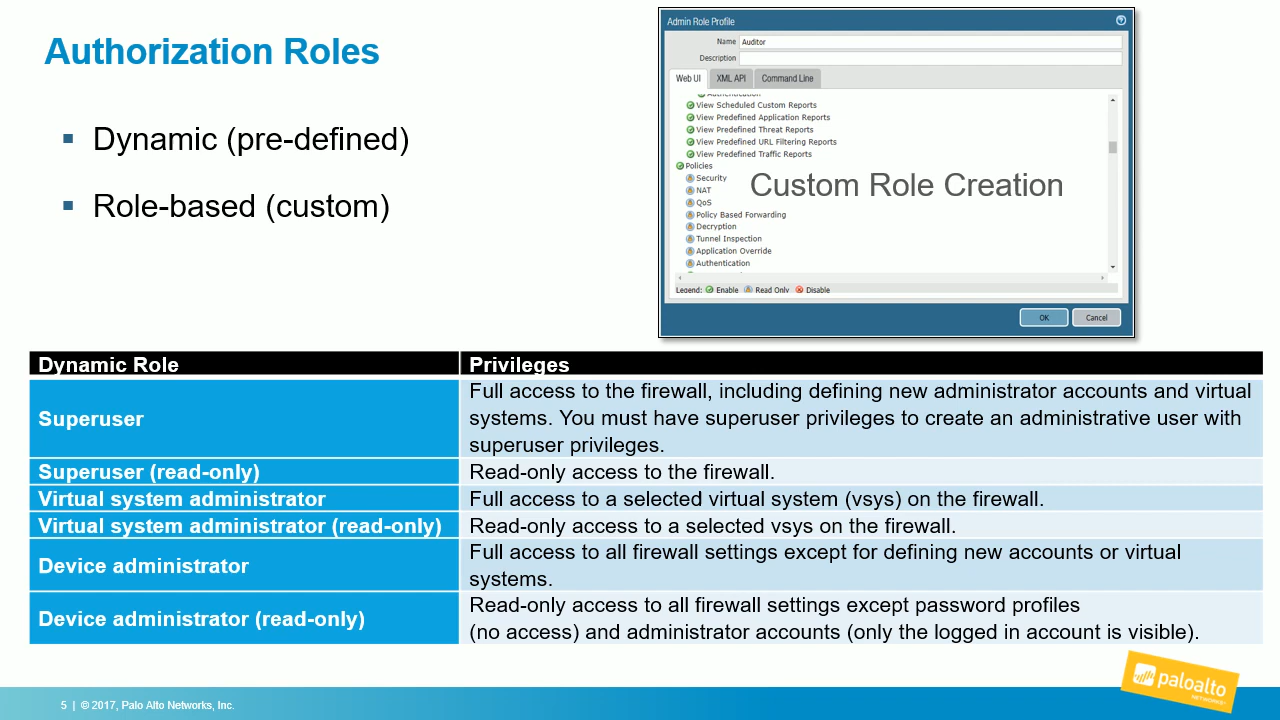 Authorization Roles
▪ Dynamic (pre-defined)
▪ Role-based (custom)
Admin Role Profile
Name Auditor
Description
Web UI XML API Command Line
Authentication
View Scheduled Custom Reports
View Predefined Application Reports
View Predefined Threat Reports
View Predefined URL Filtering Reports
View Predefined Traffic Reports
Policies
Security
NAT
QoS
Policy Based Forwarding
Decryption
Tunnel Inspection
Application Override
Authentication
Custom Role Creation
Legend: Enable Read Only Disable
OK Cancel
Dynamic Role Privileges
Superuser
Full access to the firewall, including defining new administrator accounts and virtual
systems. You must have superuser privileges to create an administrative user with
superuser privileges.
Superuser (read-only) Read-only access to the firewall.
Virtual system administrator Full access to a selected virtual system (vsys) on the firewall.
Virtual system administrator (read-only) Read-only access to a selected vsys on the firewall.
Device administrator
Full access to all firewall settings except for defining new accounts or virtual
systems.
Device administrator (read-only)
Read-only access to all firewall settings except password profiles
(no access) and administrator accounts (only the logged in account is visible).
5 | © 2017, Palo Alto Networks, Inc.
paloalto
NETWORKS